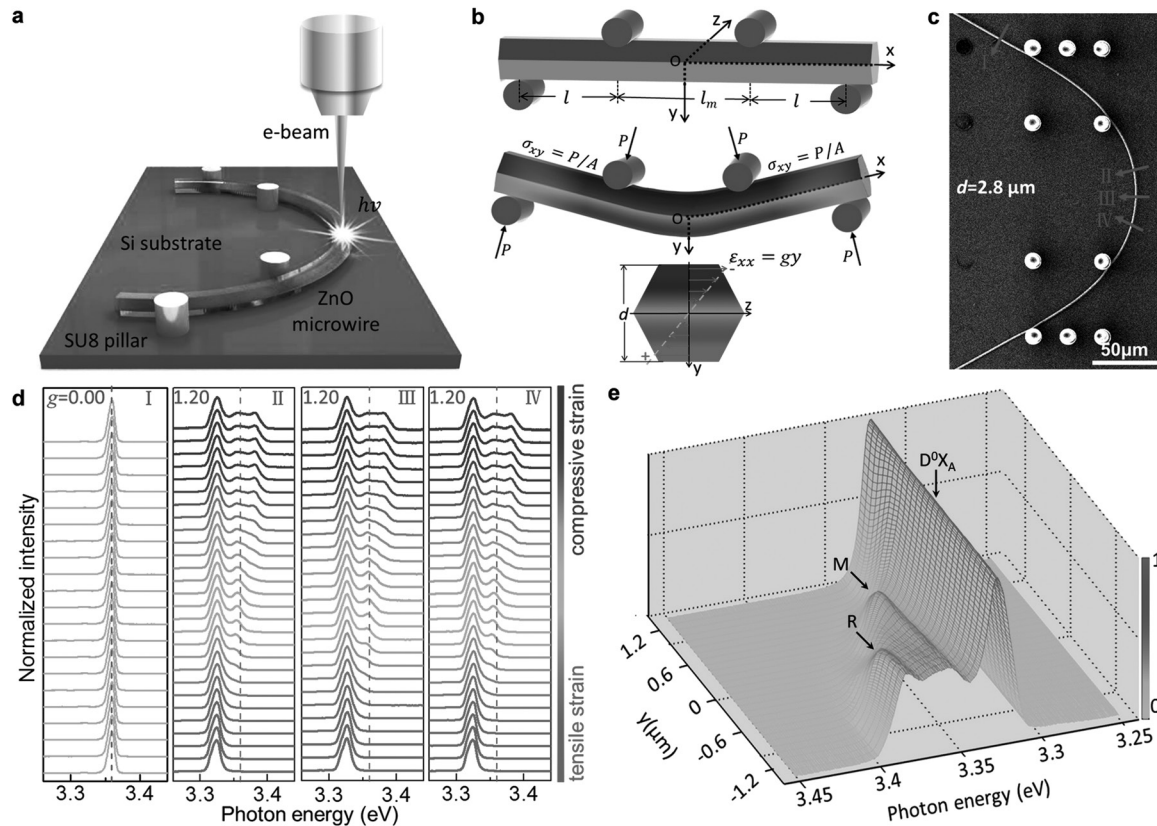 a
e-beam
hν
Si substrate
ZnO
microwire
SU8 pillar
b
z
O
x
l
l_m
l
y
P
P
σ_xy = P/A
σ_xy = P/A
x
O
P
y
P
ε_xx = gy
-
d
z
+
y
c
I
d=2.8 μm
II
III
IV
50μm
d
g=0.00 I
1.20 II
1.20 III
1.20 IV
Normalized intensity
compressive strain
tensile strain
3.3 3.4 3.3 3.4 3.3 3.4 3.3 3.4
Photon energy (eV)
e
D⁰X_A
M
R
1
0
1.2
0.6
0
-0.6
-1.2
y(μm)
3.45
3.4
3.35
3.3
3.25
Photon energy (eV)